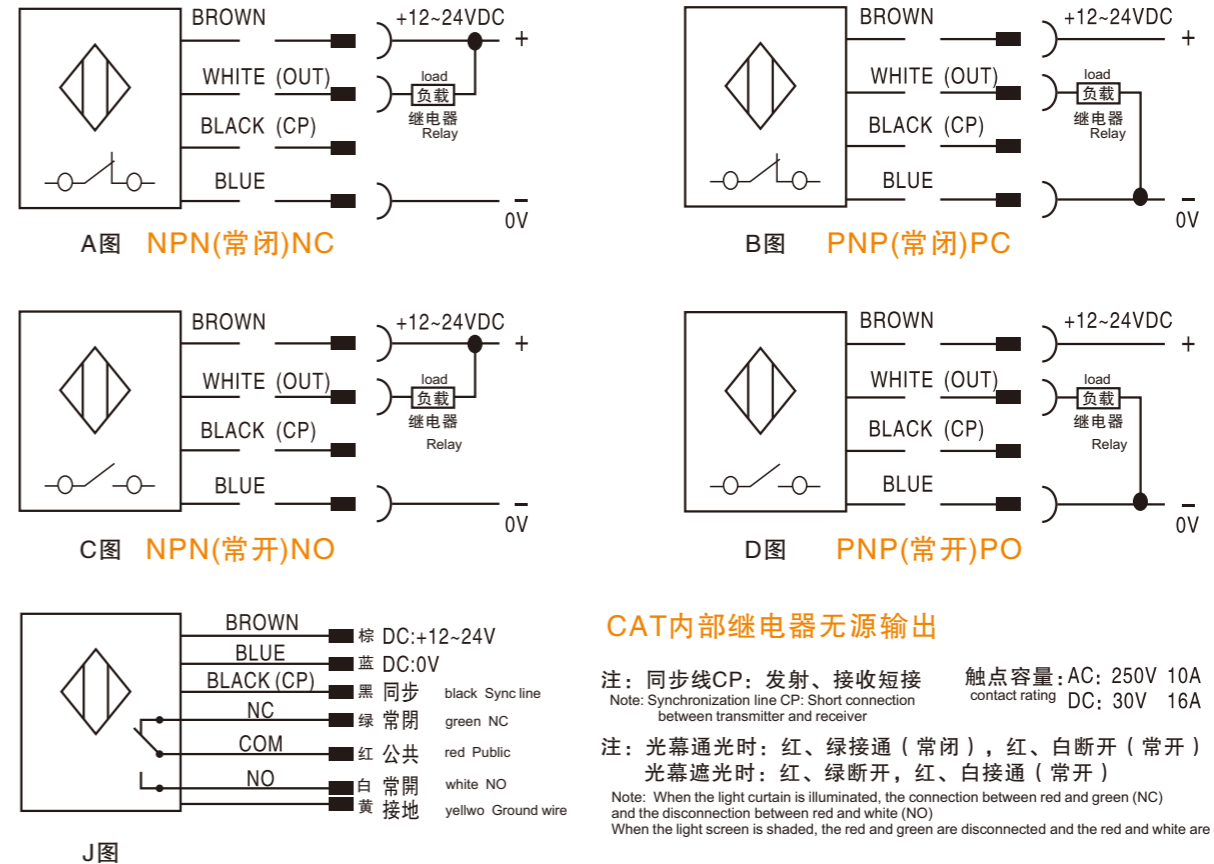 BROWN
+12~24VDC
+
WHITE (OUT)
load
负载
继电器
Relay
BLACK (CP)
BLUE
−
0V
A图 NPN(常闭)NC
BROWN
+12~24VDC
+
WHITE (OUT)
load
负载
继电器
Relay
BLACK (CP)
BLUE
−
0V
B图 PNP(常闭)PC
BROWN
+12~24VDC
+
WHITE (OUT)
load
负载
继电器
Relay
BLACK (CP)
BLUE
−
0V
C图 NPN(常开)NO
BROWN
+12~24VDC
+
WHITE (OUT)
load
负载
继电器
Relay
BLACK (CP)
BLUE
−
0V
D图 PNP(常开)PO
BROWN 棕 DC:+12~24V
BLUE 蓝 DC:0V
BLACK (CP) 黑 同步 black Sync line
NC 绿 常閉 green NC
COM 红 公共 red Public
NO 白 常開 white NO
黄 接地 yellwo Ground wire
J图
CAT内部继电器无源输出
注：同步线CP：发射、接收短接
Note: Synchronization line CP: Short connection
between transmitter and receiver
触点容量：AC：250V 10A
contact rating DC：30V 16A
注：光幕通光时：红、绿接通（常闭），红、白断开（常开）
光幕遮光时：红、绿断开，红、白接通（常开）
Note: When the light curtain is illuminated, the connection between red and green (NC)
and the disconnection between red and white (NO)
When the light screen is shaded, the red and green are disconnected and the red and white are